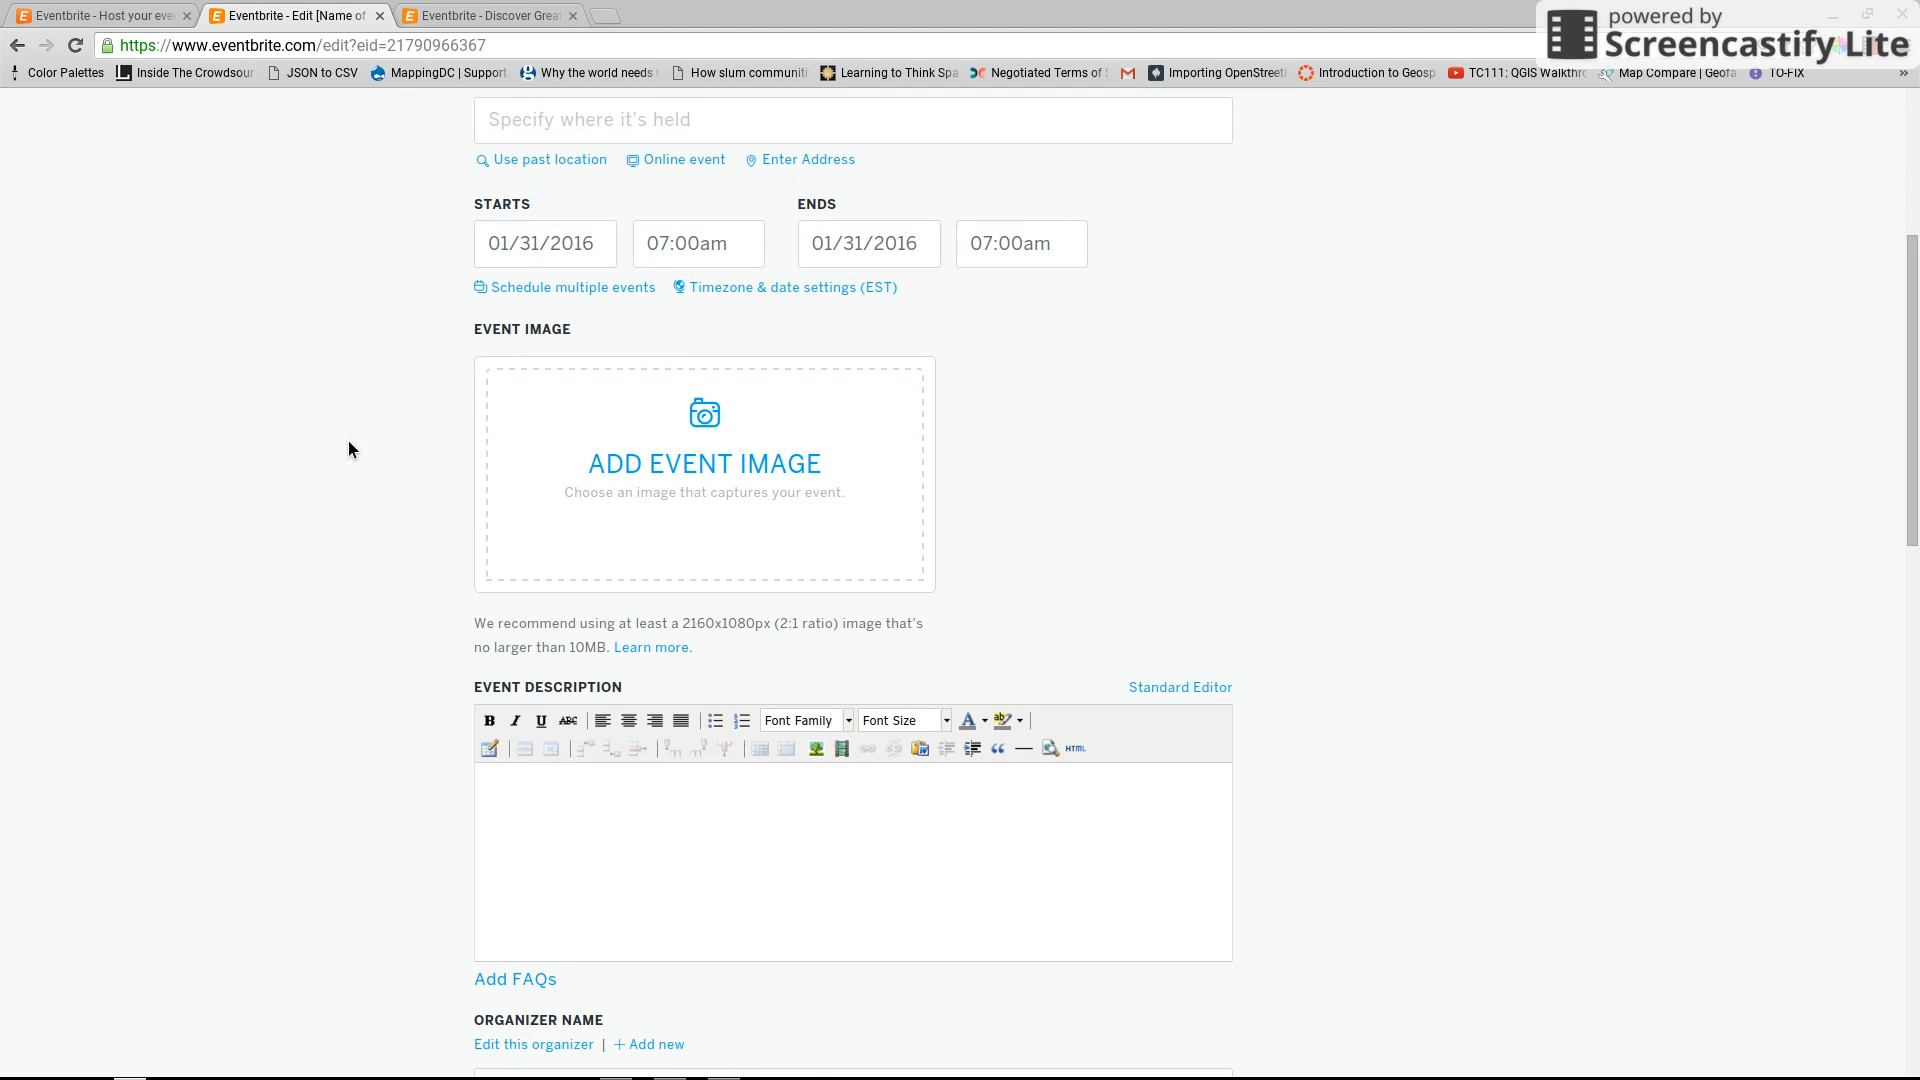 Eventbrite - Host your eve
Eventbrite - Edit [Name of
Eventbrite - Discover Grea
powered by
Screencastify Lite
https://www.eventbrite.com/edit?eid=21790966367
Color Palettes
Inside The Crowdsour
JSON to CSV
MappingDC | Support
Why the world needs
How slum communiti
Learning to Think Spa
Negotiated Terms of
Importing OpenStreet
Introduction to Geosp
TC111: QGIS Walkthr
Map Compare | Geofa
TO-FIX
»
Specify where it's held
Use past location
Online event
Enter Address
STARTS
ENDS
01/31/2016
07:00am
01/31/2016
07:00am
Schedule multiple events
Timezone & date settings (EST)
EVENT IMAGE
ADD EVENT IMAGE
Choose an image that captures your event.
We recommend using at least a 2160x1080px (2:1 ratio) image that's
no larger than 10MB. Learn more.
EVENT DESCRIPTION
Standard Editor
B I U ABC
Font Family
Font Size
A
ab
HTML
Add FAQs
ORGANIZER NAME
Edit this organizer | + Add new